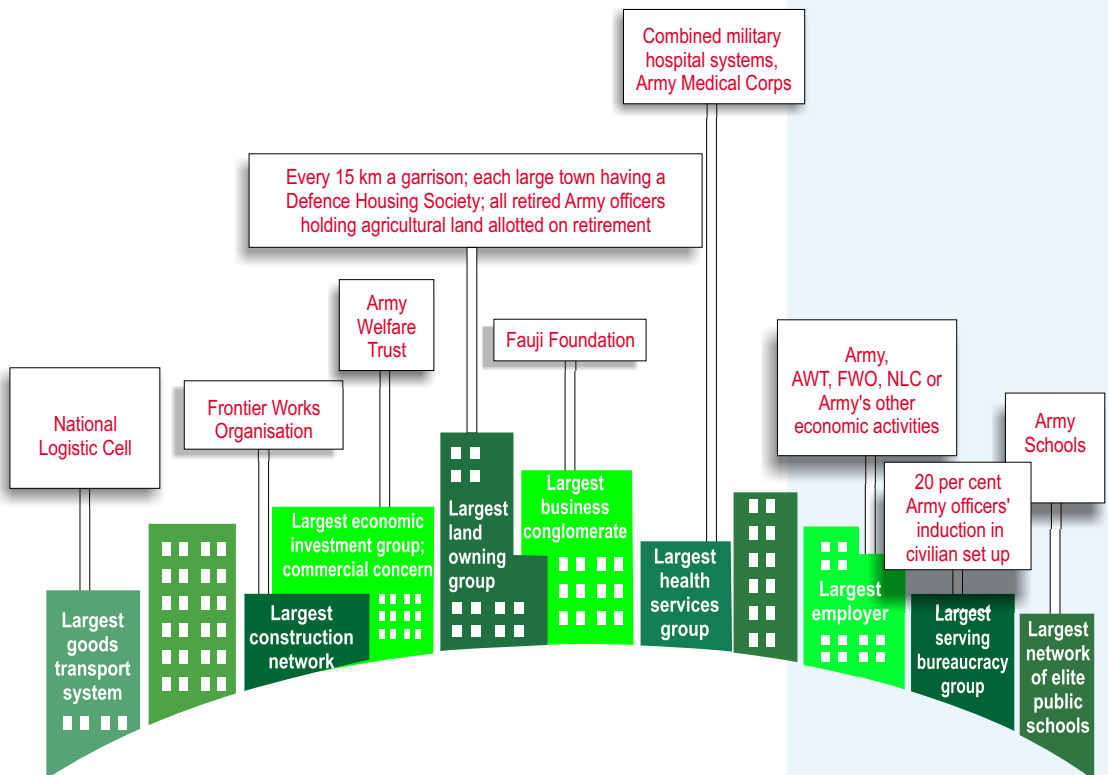 Combined military
hospital systems,
Army Medical Corps
Every 15 km a garrison; each large town having a
Defence Housing Society; all retired Army officers
holding agricultural land allotted on retirement
Army
Welfare
Trust
Fauji Foundation
National
Logistic Cell
Frontier Works
Organisation
Army,
AWT, FWO, NLC or
Army's other
economic activities
Army
Schools
20 per cent
Army officers'
induction in
civilian set up
Largest
goods
transport
system
Largest
construction
network
Largest economic
investment group;
commercial concern
Largest
land
owning
group
Largest
business
conglomerate
Largest
health
services
group
Largest
employer
Largest
serving
bureaucracy
group
Largest
network
of elite
public
schools